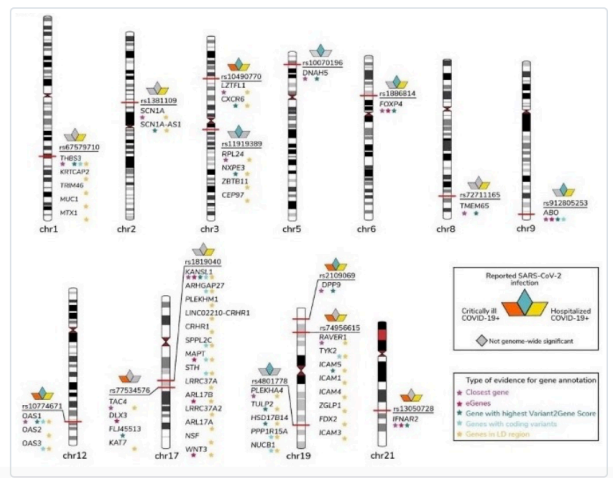 rs67579710
THBS3
KRTCAP2
TRIM46
MUC1
MTX1
chr1
rs1381109
SCN1A
SCN1A-AS1
chr2
rs10490770
LZTFL1
CXCR6
rs11919389
RPL24
NXPE3
ZBTB11
CEP97
chr3
rs10070196
DNAH5
chr5
rs1886814
FOXP4
chr6
rs72711165
TMEM65
chr8
rs912805253
ABO
chr9
rs10774671
OAS1
OAS2
OAS3
chr12
rs77534576
TAC4
DLX3
FLJ45513
KAT7
rs1819040
KANSL1
ARHGAP27
PLEKHM1
LINC02210-CRHR1
CRHR1
SPPL2C
MAPT
STH
LRRC37A
ARL17B
LRRC37A2
ARL17A
NSF
WNT3
chr17
rs4801778
PLEKHA4
TULP2
HSD17B14
PPP1R15A
NUCB1
rs2109069
DPP9
rs74956615
RAVER1
TYK2
ICAM5
ICAM1
ICAM4
ZGLP1
FDX2
ICAM3
chr19
rs13050728
IFNAR2
chr21
Reported SARS-CoV-2
infection
Critically ill
COVID-19+
Hospitalized
COVID-19+
Not genome-wide significant
Type of evidence for gene annotation
Closest gene
eGenes
Gene with highest Variant2Gene Score
Genes with coding variants
Genes in LD region